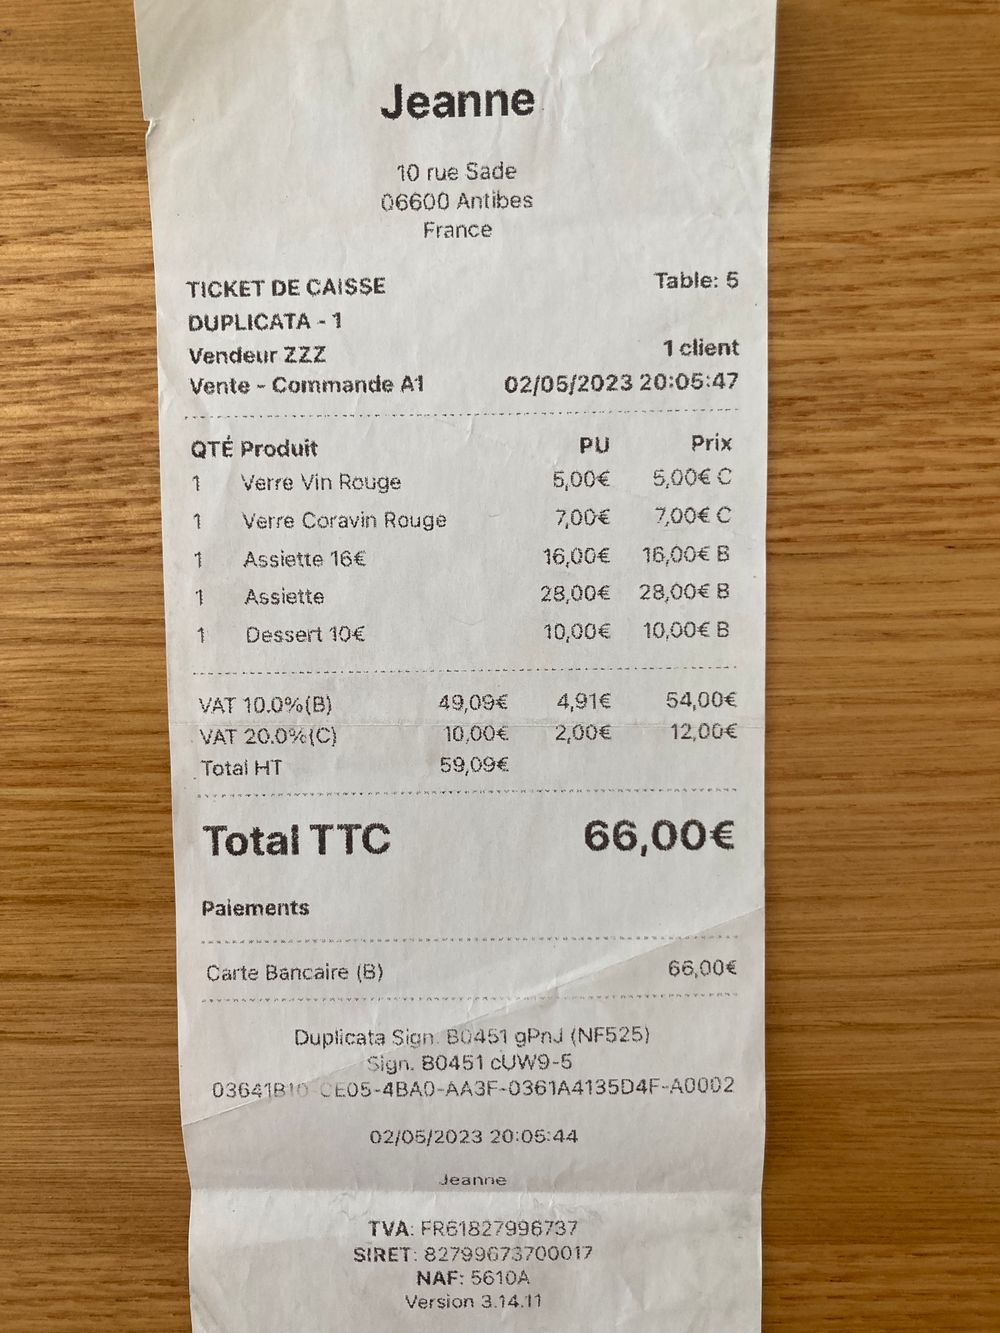 Jeanne
10 rue Sade
06600 Antibes
France
TICKET DE CAISSE Table: 5
DUPLICATA - 1
Vendeur ZZZ 1 client
Vente - Commande A1 02/05/2023 20:05:47
QTÉ Produit PU Prix
1 Verre Vin Rouge 5,00€ 5,00€ C
1 Verre Coravin Rouge 7,00€ 7,00€ C
1 Assiette 16€ 16,00€ 16,00€ B
1 Assiette 28,00€ 28,00€ B
1 Dessert 10€ 10,00€ 10,00€ B
VAT 10.0%(B) 49,09€ 4,91€ 54,00€
VAT 20.0%(C) 10,00€ 2,00€ 12,00€
Total HT 59,09€
Total TTC 66,00€
Paiements
Carte Bancaire (B) 66,00€
Duplicata Sign. B0451 gPnJ (NF525)
Sign. B0451 cUW9-5
03641B10-CE05-4BA0-AA3F-0361A4135D4F-A0002
02/05/2023 20:05:44
Jeanne
TVA: FR61827996737
SIRET: 82799673700017
NAF: 5610A
Version 3.14.11